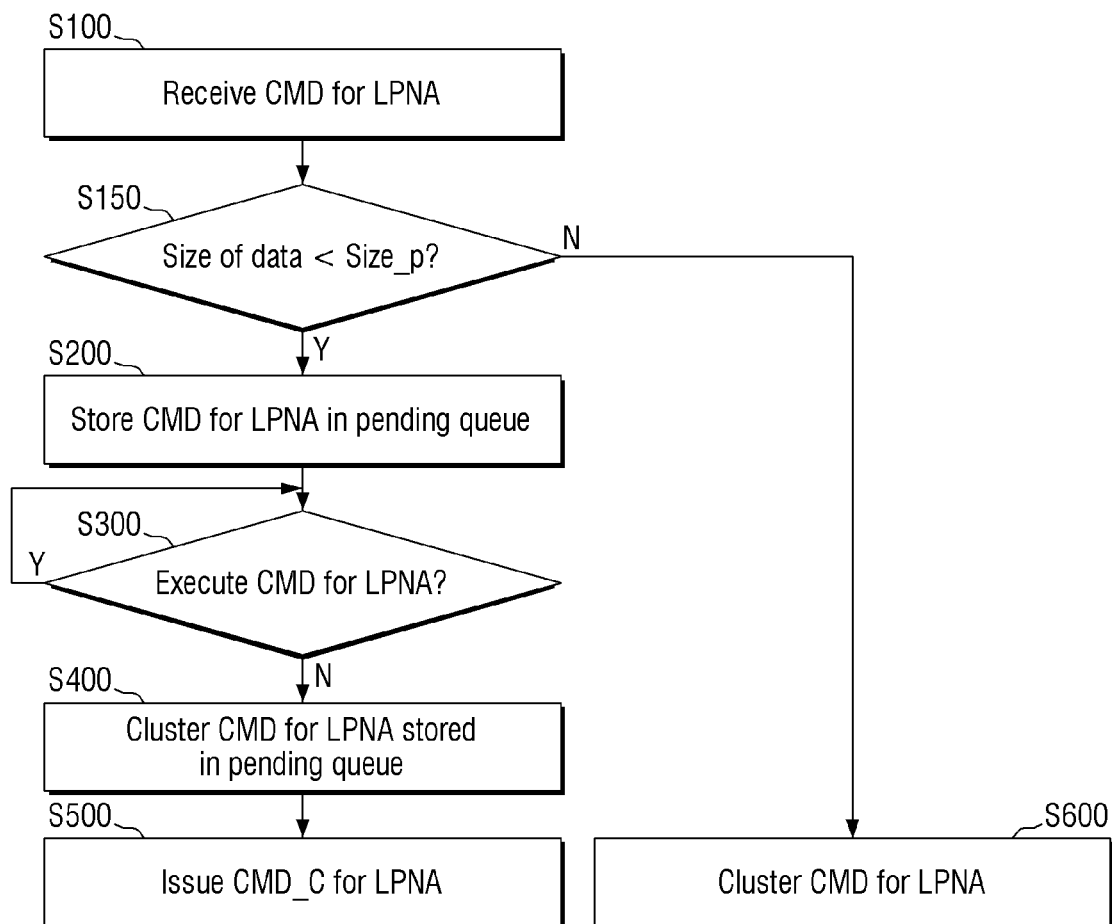 S100
Receive CMD for LPNA
S150
Size of data < Size_p?
N
Y
S200
Store CMD for LPNA in pending queue
S300
Y
Execute CMD for LPNA?
N
S400
Cluster CMD for LPNA stored
in pending queue
S500
Issue CMD_C for LPNA
S600
Cluster CMD for LPNA